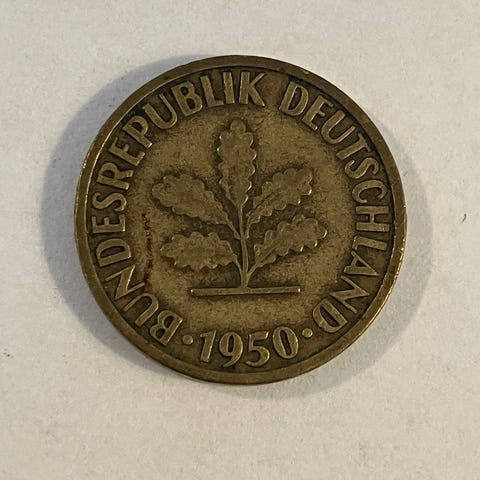 BUNDESREPUBLIK DEUTSCHLAND
· 1950 ·